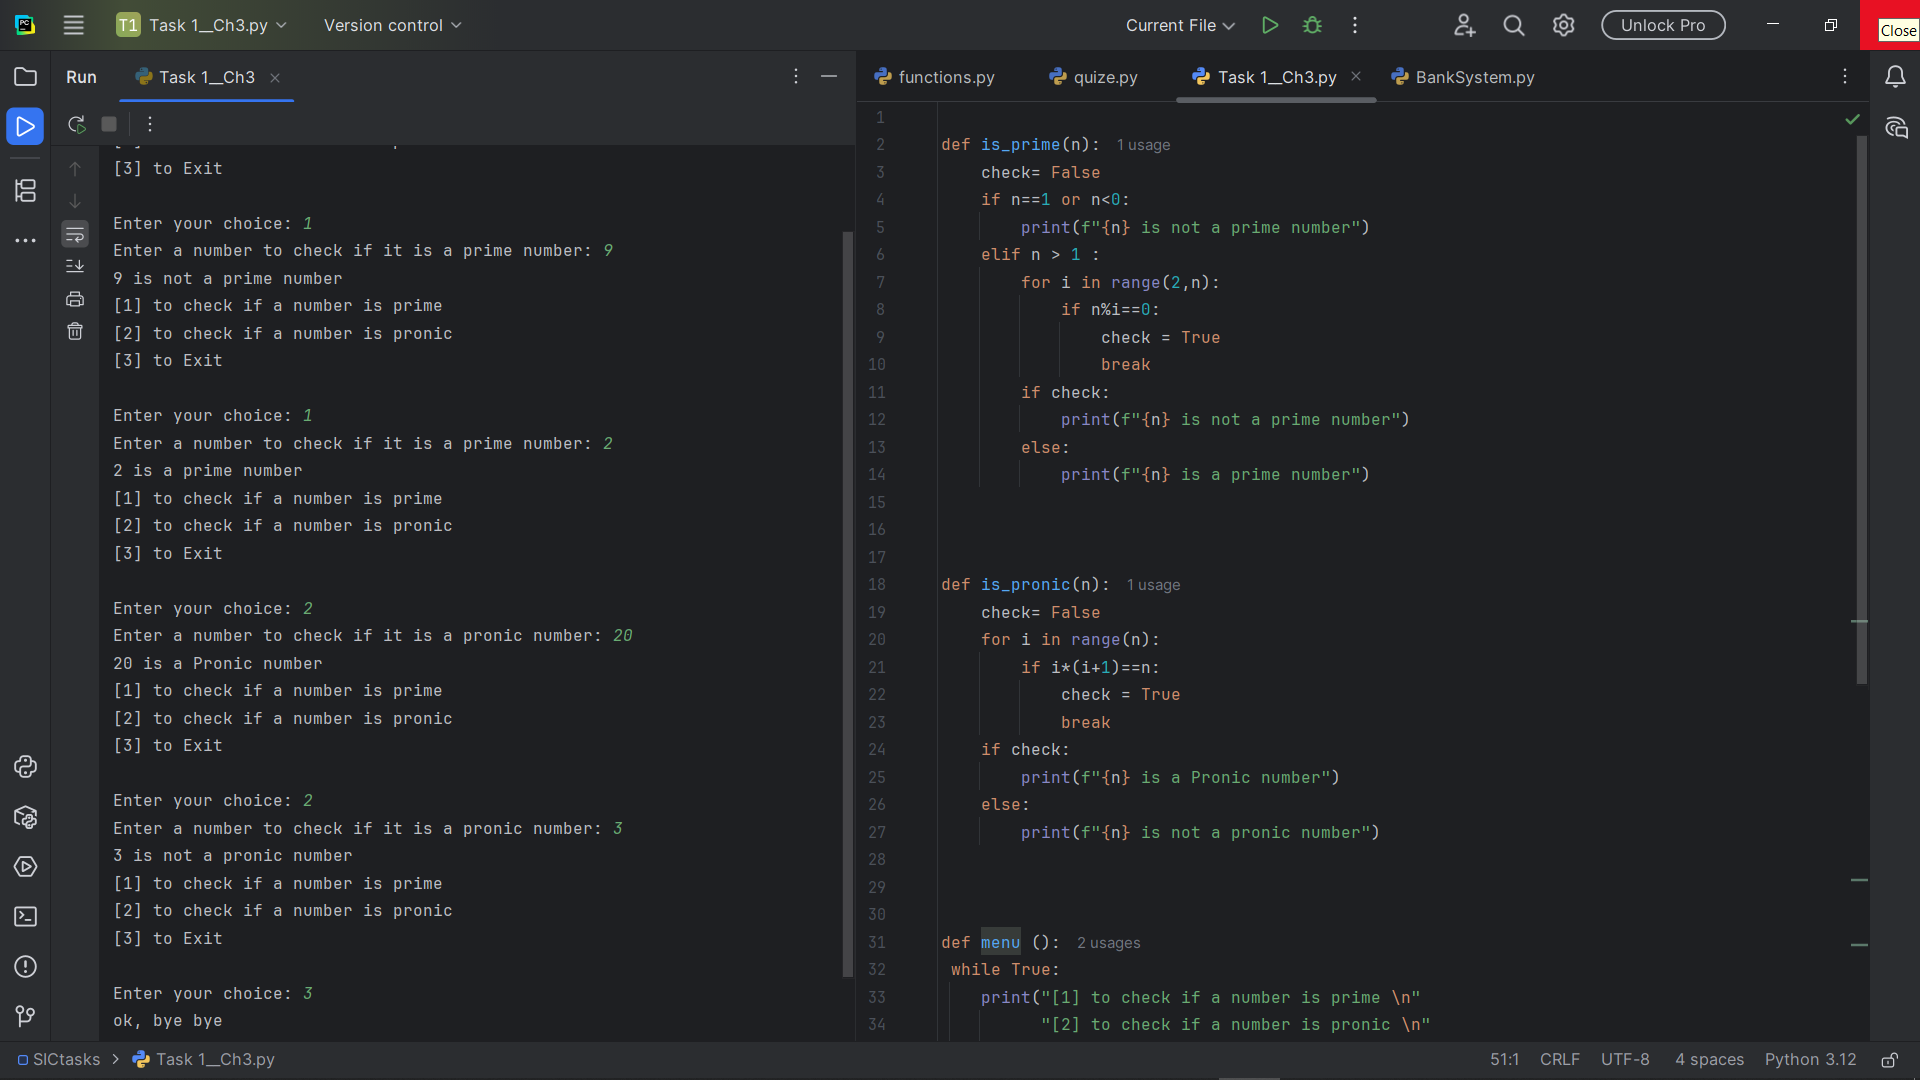 T1 Task 1__Ch3.py Version control Current File Unlock Pro Close
Run Task 1__Ch3
[3] to Exit
Enter your choice: 1
Enter a number to check if it is a prime number: 9
9 is not a prime number
[1] to check if a number is prime
[2] to check if a number is pronic
[3] to Exit
Enter your choice: 1
Enter a number to check if it is a prime number: 2
2 is a prime number
[1] to check if a number is prime
[2] to check if a number is pronic
[3] to Exit
Enter your choice: 2
Enter a number to check if it is a pronic number: 20
20 is a Pronic number
[1] to check if a number is prime
[2] to check if a number is pronic
[3] to Exit
Enter your choice: 2
Enter a number to check if it is a pronic number: 3
3 is not a pronic number
[1] to check if a number is prime
[2] to check if a number is pronic
[3] to Exit
Enter your choice: 3
ok, bye bye
functions.py quize.py Task 1__Ch3.py BankSystem.py
1
2 def is_prime(n): 1 usage
3 check= False
4 if n==1 or n<0:
5 print(f"{n} is not a prime number")
6 elif n > 1 :
7 for i in range(2,n):
8 if n%i==0:
9 check = True
10 break
11 if check:
12 print(f"{n} is not a prime number")
13 else:
14 print(f"{n} is a prime number")
15
16
17
18 def is_pronic(n): 1 usage
19 check= False
20 for i in range(n):
21 if i*(i+1)==n:
22 check = True
23 break
24 if check:
25 print(f"{n} is a Pronic number")
26 else:
27 print(f"{n} is not a pronic number")
28
29
30
31 def menu (): 2 usages
32 while True:
33 print("[1] to check if a number is prime \n"
34 "[2] to check if a number is pronic \n"
SICtasks > Task 1__Ch3.py 51:1 CRLF UTF-8 4 spaces Python 3.12